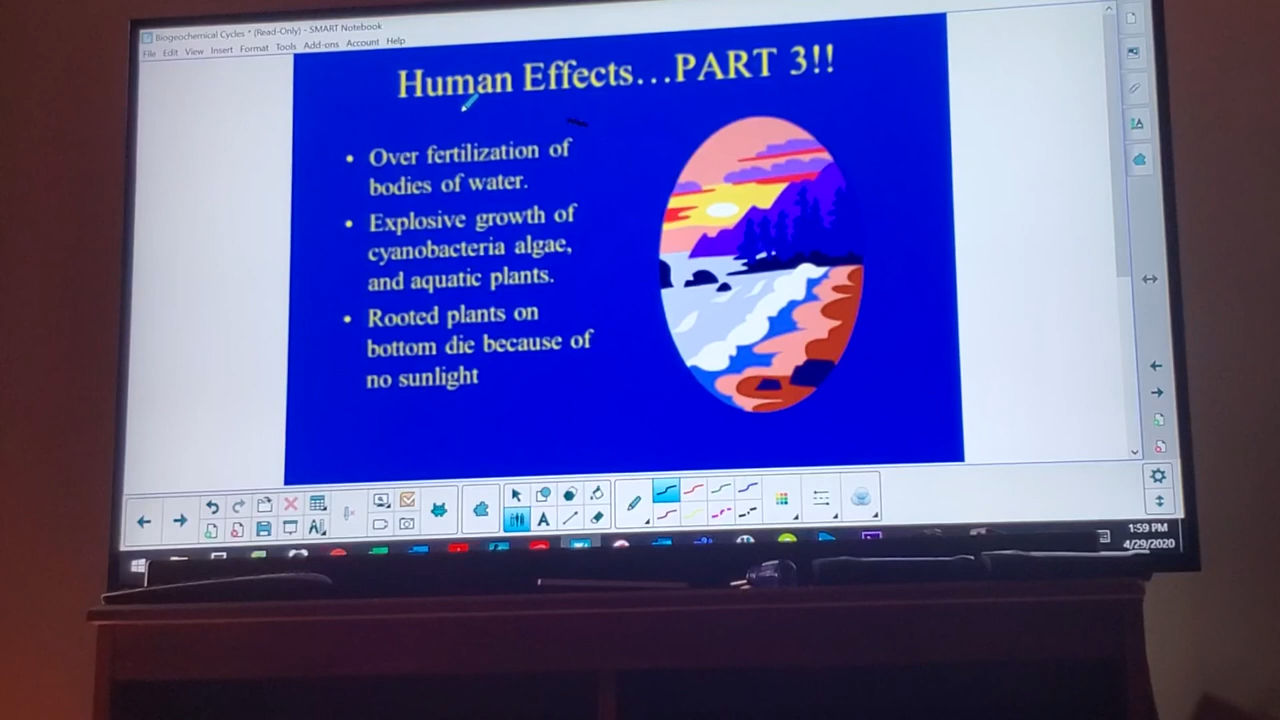 Biogeochemical Cycles * (Read-Only) - SMART Notebook
File Edit View Insert Format Tools Add-ons Account Help
Human Effects...PART 3!!
• Over fertilization of
bodies of water.
• Explosive growth of
cyanobacteria algae,
and aquatic plants.
• Rooted plants on
bottom die because of
no sunlight
1:59 PM
4/29/2020